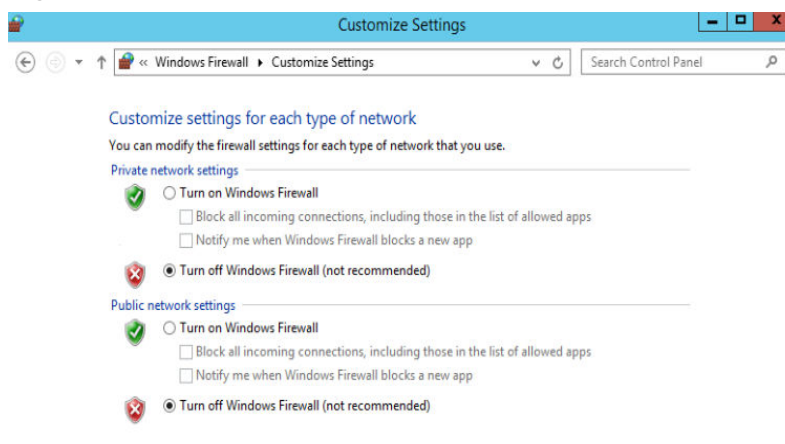 Customize Settings
« Windows Firewall ▸ Customize Settings
Search Control Panel
Customize settings for each type of network
You can modify the firewall settings for each type of network that you use.
Private network settings
Turn on Windows Firewall
Block all incoming connections, including those in the list of allowed apps
Notify me when Windows Firewall blocks a new app
Turn off Windows Firewall (not recommended)
Public network settings
Turn on Windows Firewall
Block all incoming connections, including those in the list of allowed apps
Notify me when Windows Firewall blocks a new app
Turn off Windows Firewall (not recommended)